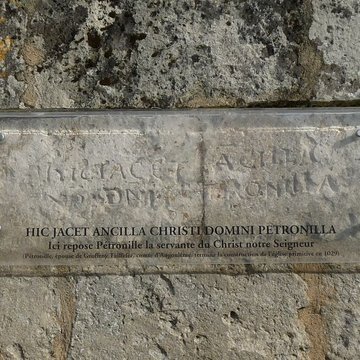 HIC JACET ANCILLA CHRISTI DOMINI PETRONILLA
Ici repose Pétronille la servante du Christ notre Seigneur
(Pétronille, épouse de Geoffroy Taillefer, comte d'Angoulême, termine la construction de l'église primitive en 1029)